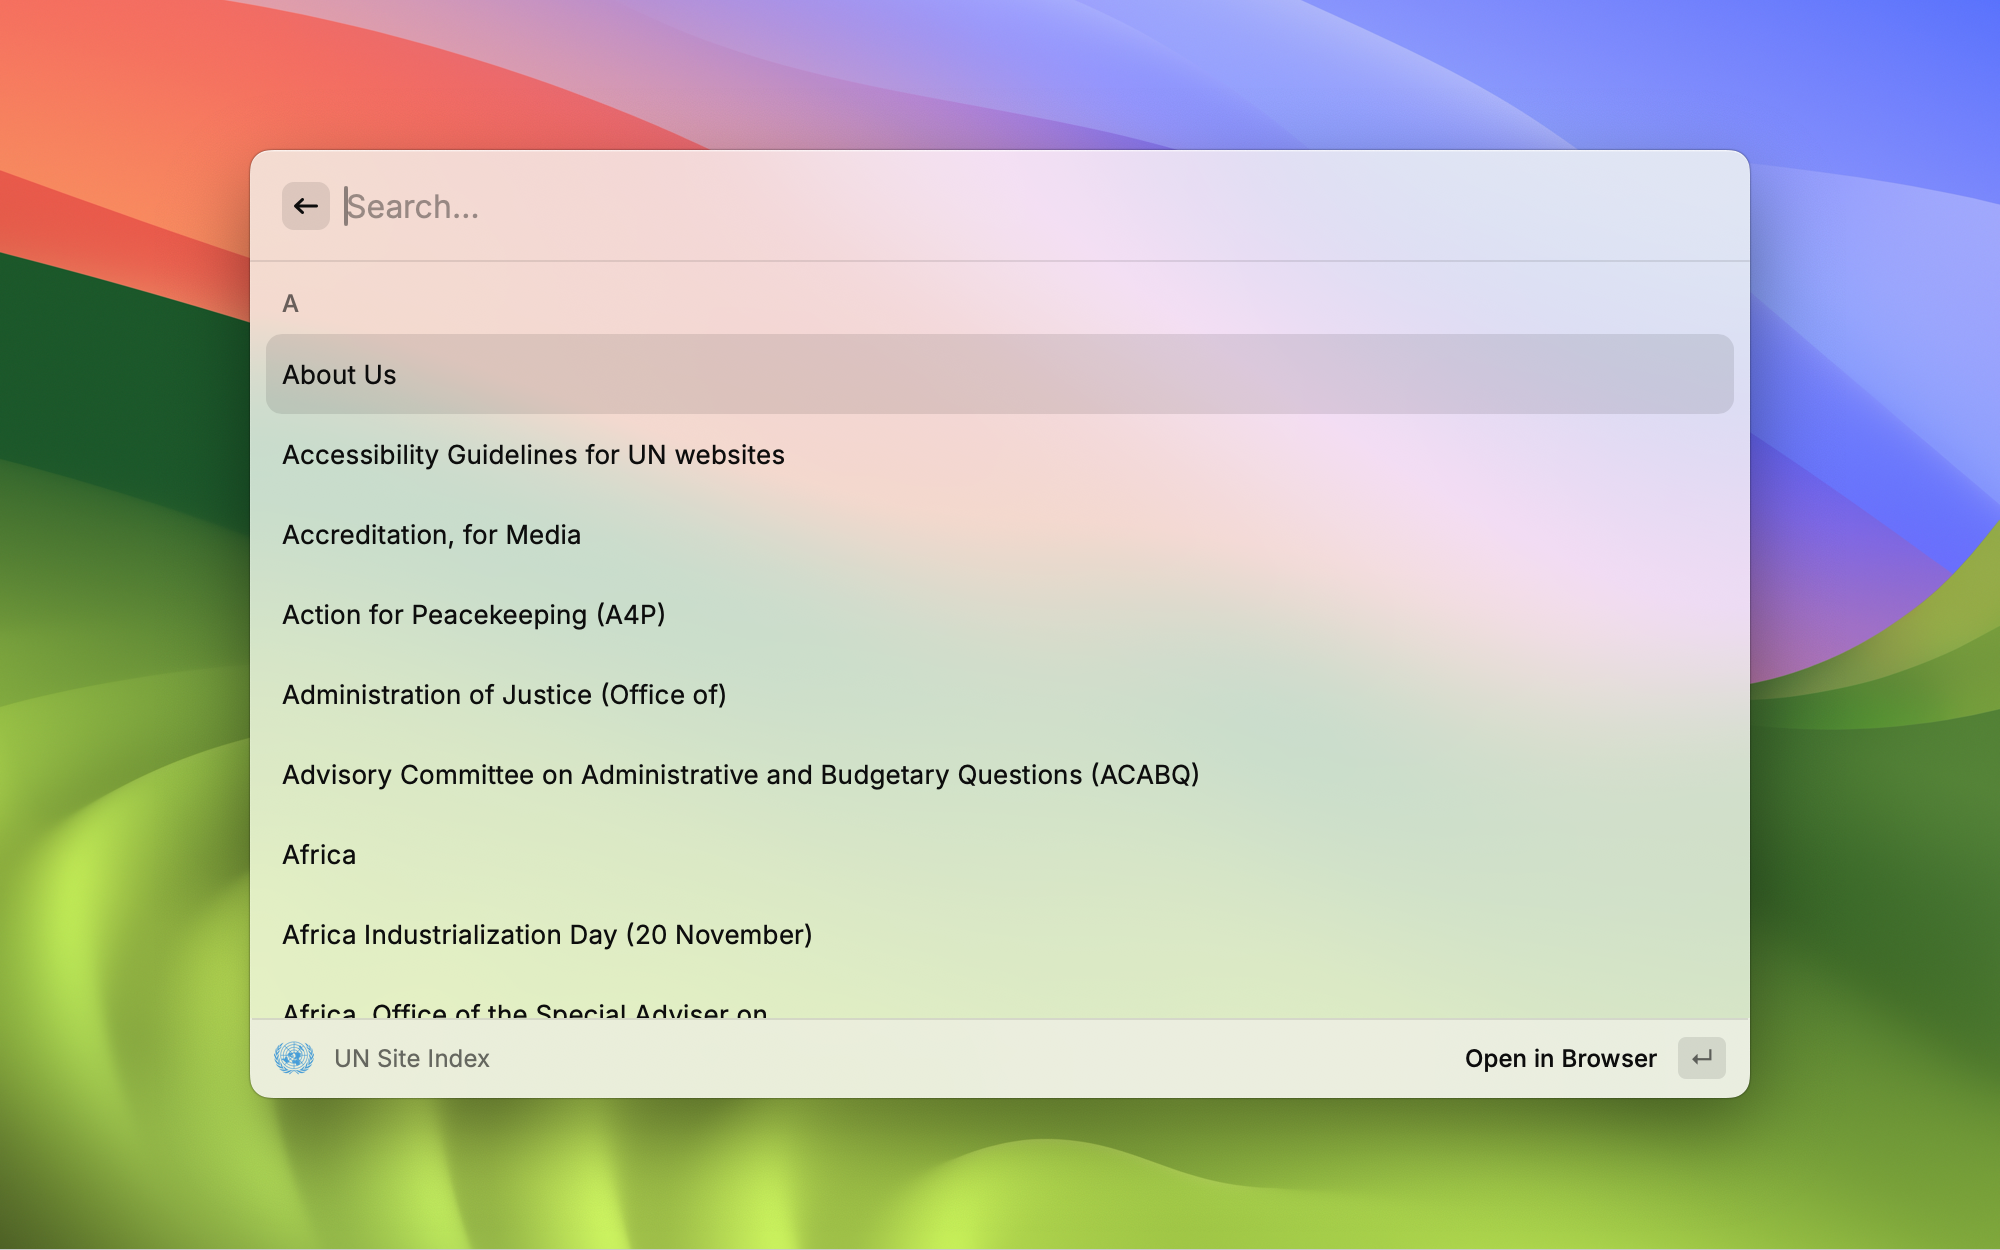 Search...
A
About Us
Accessibility Guidelines for UN websites
Accreditation, for Media
Action for Peacekeeping (A4P)
Administration of Justice (Office of)
Advisory Committee on Administrative and Budgetary Questions (ACABQ)
Africa
Africa Industrialization Day (20 November)
Africa, Office of the Special Adviser on
UN Site Index
Open in Browser